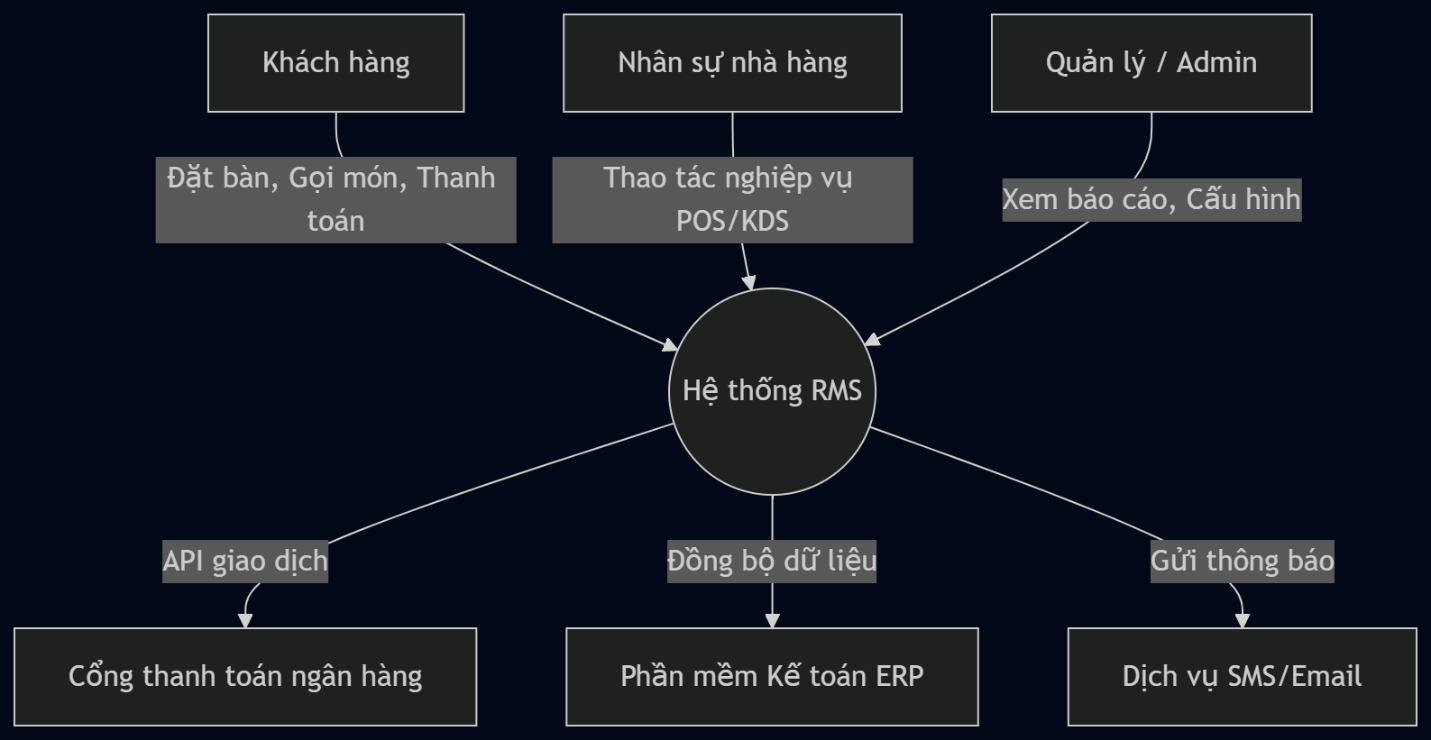 Khách hàng
Nhân sự nhà hàng
Quản lý / Admin
Đặt bàn, Gọi món, Thanh
toán
Thao tác nghiệp vụ
POS/KDS
Xem báo cáo, Cấu hình
Hệ thống RMS
API giao dịch
Đồng bộ dữ liệu
Gửi thông báo
Cổng thanh toán ngân hàng
Phần mềm Kế toán ERP
Dịch vụ SMS/Email